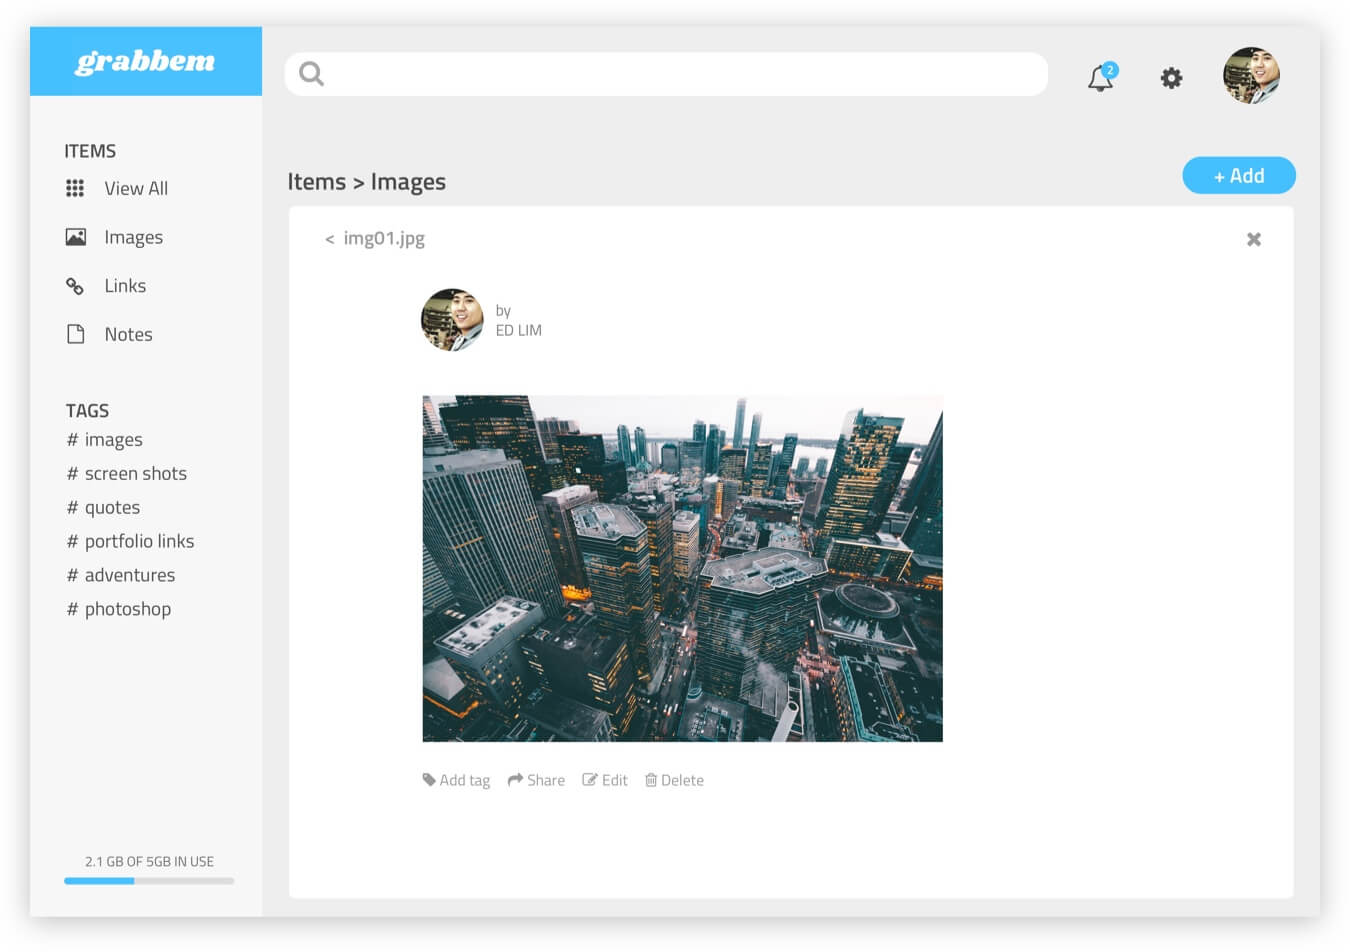 grabbem
2
ITEMS
View All
Images
Links
Notes
TAGS
# images
# screen shots
# quotes
# portfolio links
# adventures
# photoshop
2.1 GB OF 5GB IN USE
Items > Images
+ Add
< img01.jpg
by
ED LIM
Add tag Share Edit Delete